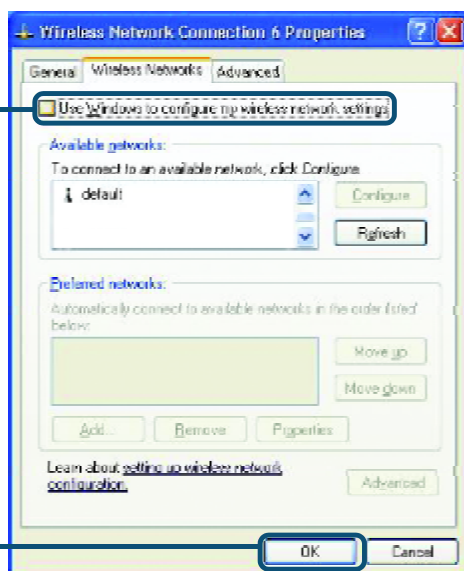 Wireless Network Connection 6 Properties
General Wireless Networks Advanced
Use Windows to configure my wireless network settings
Available networks:
To connect to an available network, click Configure
default
Configure
Refresh
Preferred networks:
Automatically connect to available networks in the order listed
below:
Move up
Move down
Add... Remove Properties
Learn about setting up wireless network
configuration.
Advanced
OK Cancel